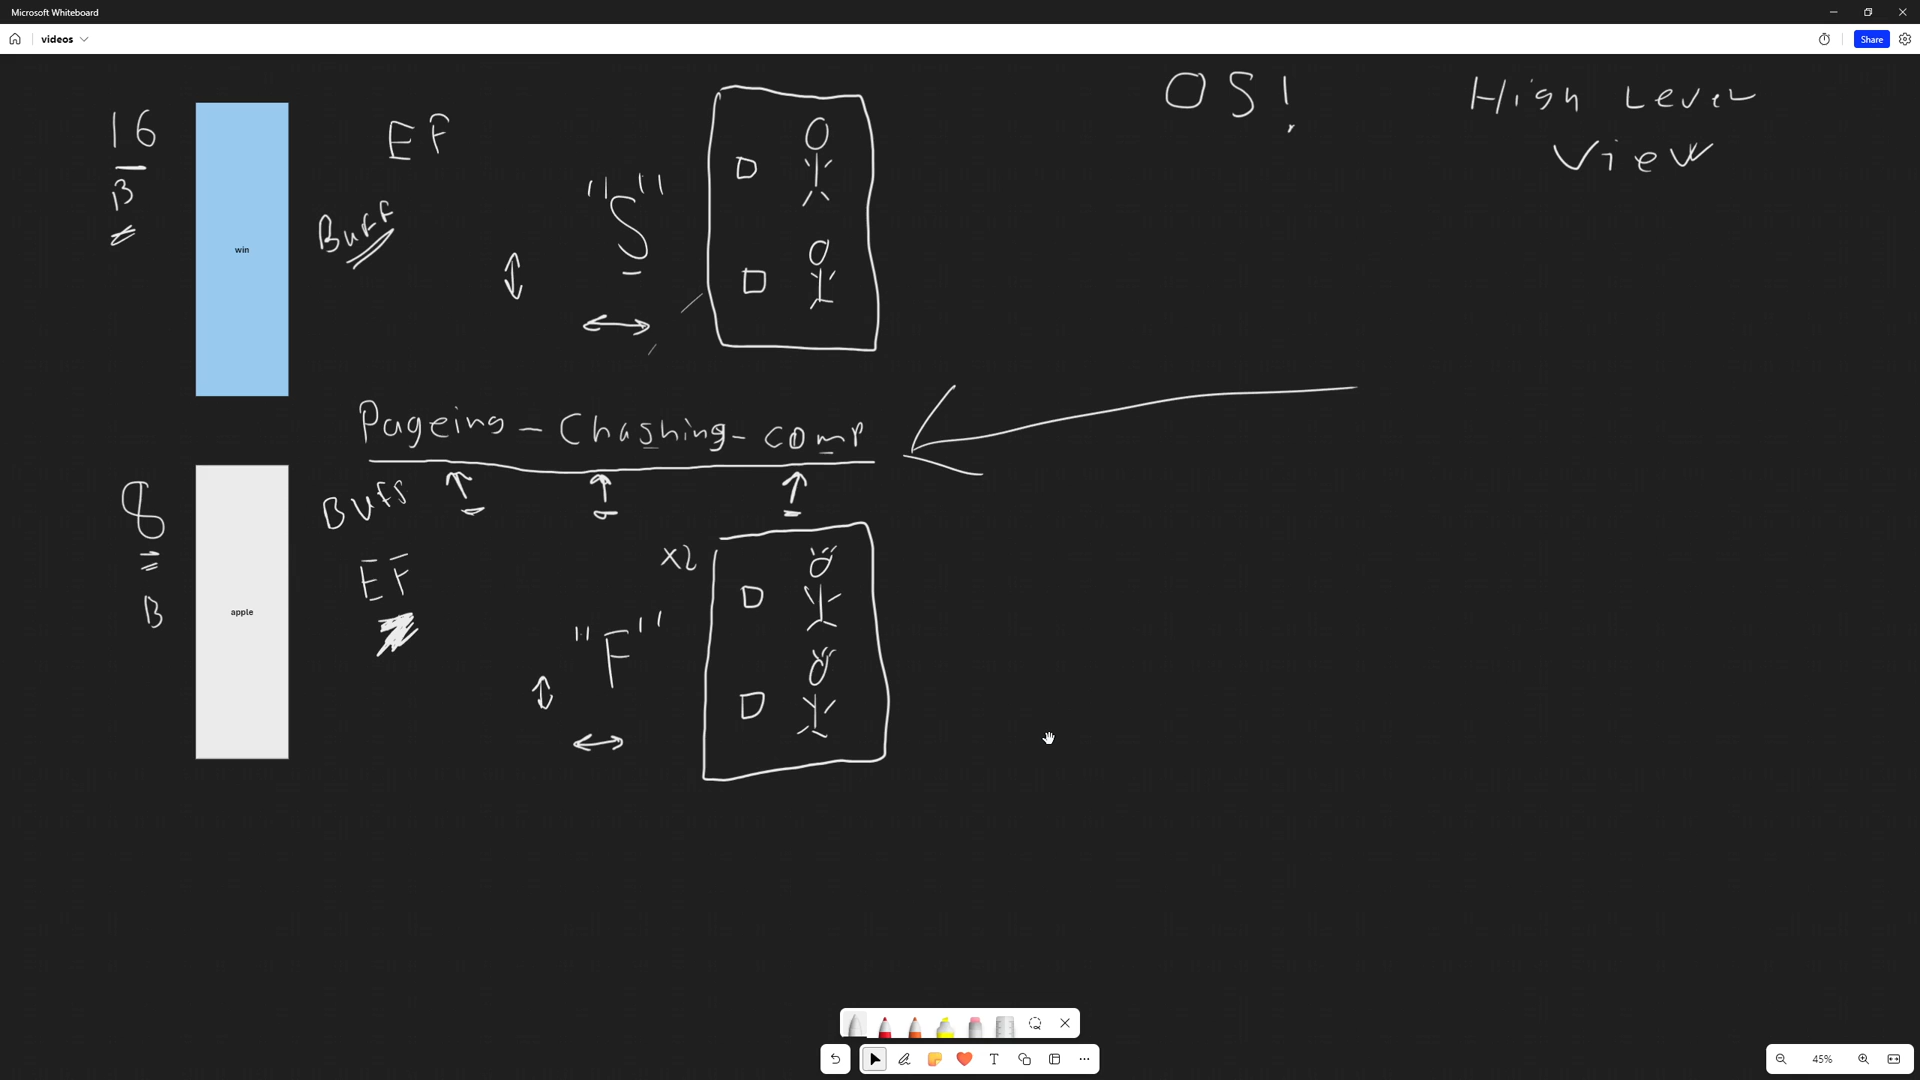 Microsoft Whiteboard
videos
Share
OS!
High Level
View
16
B
win
EF
Buff
"S"
Pageing - Chashing - comp
8
B
apple
Bufs
EF
x2
"F"
45%